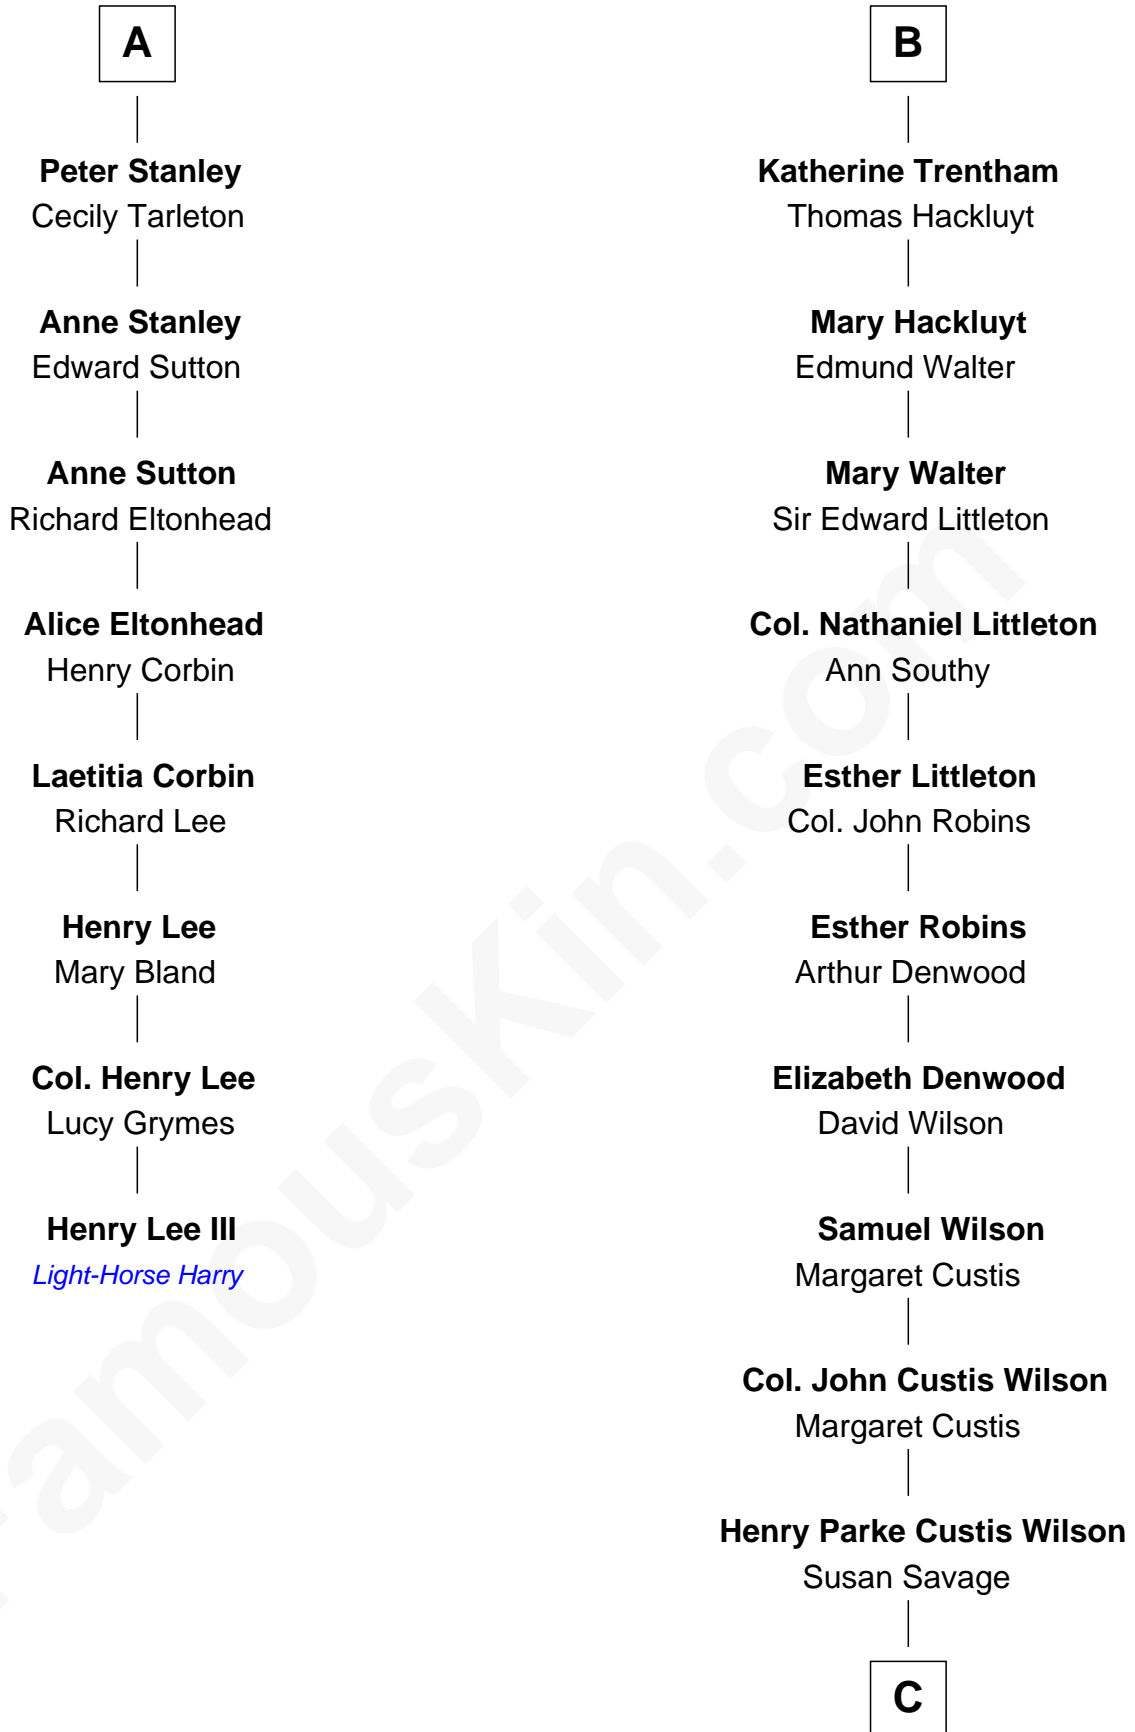 A
Peter Stanley
Cecily Tarleton
Anne Stanley
Edward Sutton
Anne Sutton
Richard Eltonhead
Alice Eltonhead
Henry Corbin
Laetitia Corbin
Richard Lee
Henry Lee
Mary Bland
Col. Henry Lee
Lucy Grymes
Henry Lee III
Light-Horse Harry
B
Katherine Trentham
Thomas Hackluyt
Mary Hackluyt
Edmund Walter
Mary Walter
Sir Edward Littleton
Col. Nathaniel Littleton
Ann Southy
Esther Littleton
Col. John Robins
Esther Robins
Arthur Denwood
Elizabeth Denwood
David Wilson
Samuel Wilson
Margaret Custis
Col. John Custis Wilson
Margaret Custis
Henry Parke Custis Wilson
Susan Savage
C
FamousKin.com